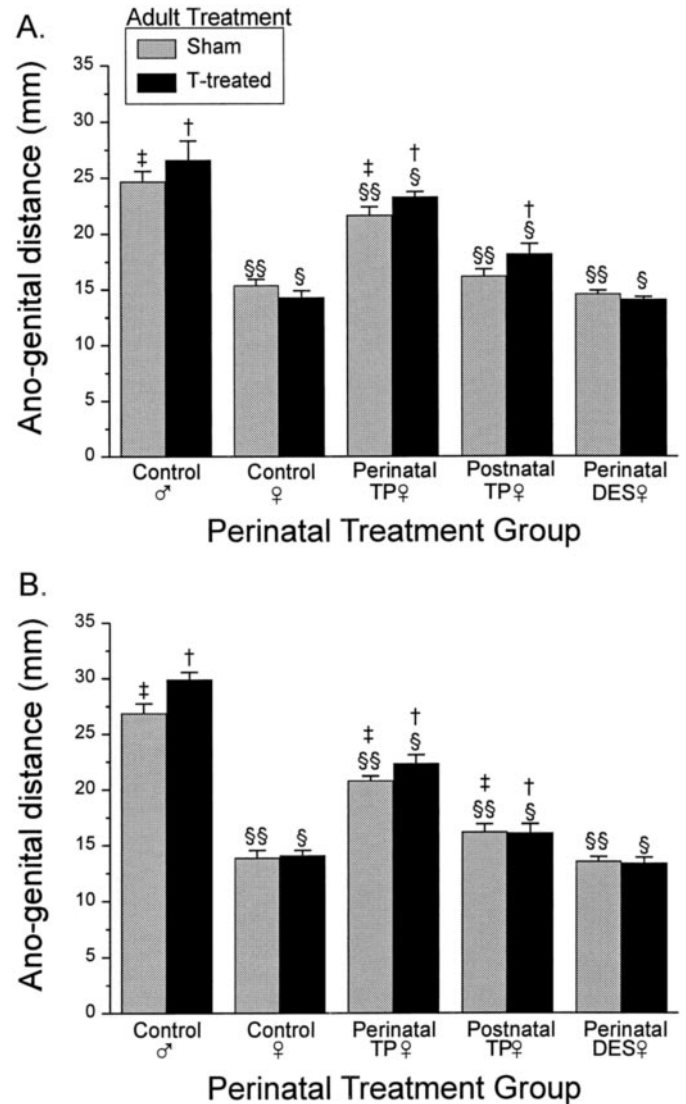 A.
Adult Treatment
Sham
T-treated
Ano-genital distance (mm)
35
30
25
20
15
10
5
0
‡ † §§ § ‡ §§ † § §§ † § §§ §
Control ♂ Control ♀ Perinatal TP♀ Postnatal TP♀ Perinatal DES♀
Perinatal Treatment Group
B.
Ano-genital distance (mm)
35
30
25
20
15
10
5
0
‡ † §§ § ‡ §§ † § ‡ §§ † § §§ §
Control ♂ Control ♀ Perinatal TP♀ Postnatal TP♀ Perinatal DES♀
Perinatal Treatment Group